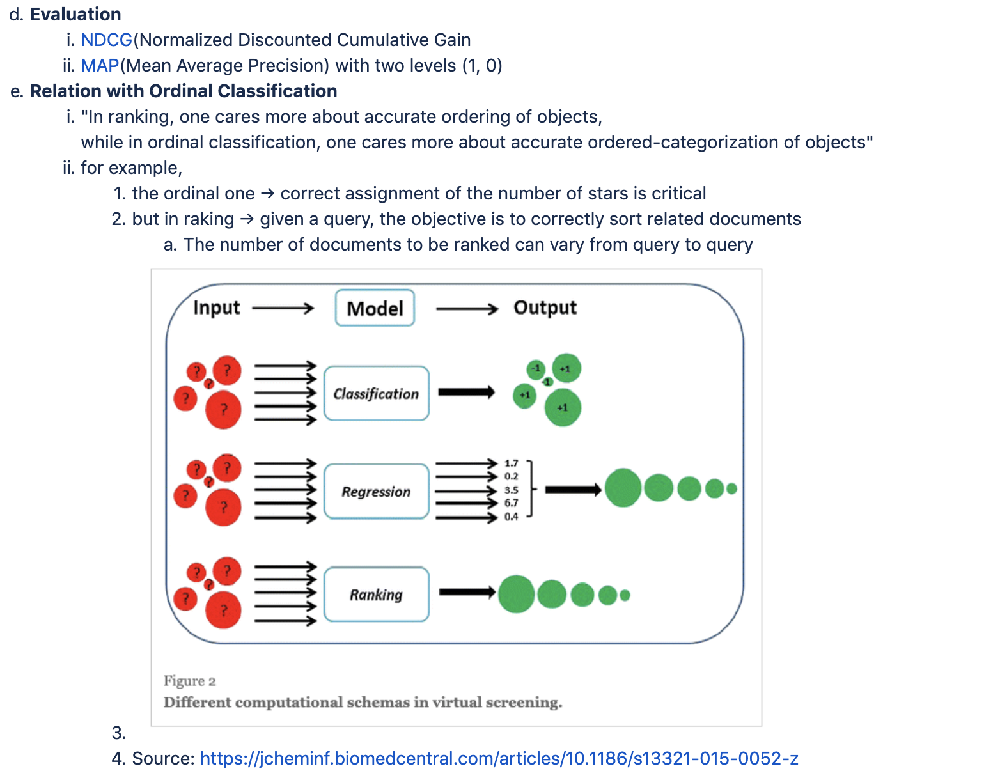 d. Evaluation
i. NDCG(Normalized Discounted Cumulative Gain
ii. MAP(Mean Average Precision) with two levels (1, 0)
e. Relation with Ordinal Classification
i. "In ranking, one cares more about accurate ordering of objects,
while in ordinal classification, one cares more about accurate ordered-categorization of objects"
ii. for example,
1. the ordinal one → correct assignment of the number of stars is critical
2. but in raking → given a query, the objective is to correctly sort related documents
a. The number of documents to be ranked can vary from query to query
Input → Model → Output
? ? ? ? ?
Classification
-1 +1 -1 +1 +1
? ? ? ? ?
Regression
1.7
0.2
3.5
6.7
0.4
? ? ? ? ?
Ranking
Figure 2
Different computational schemas in virtual screening.
3.
4. Source: https://jcheminf.biomedcentral.com/articles/10.1186/s13321-015-0052-z